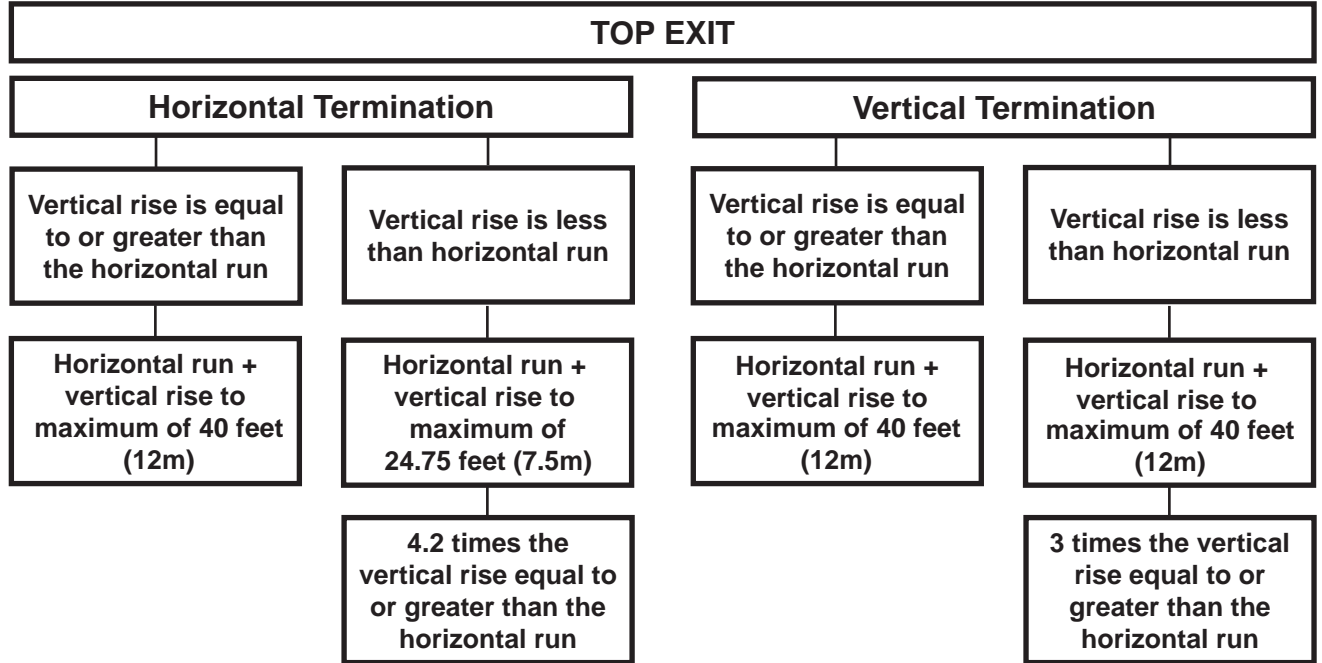 TOP EXIT
Horizontal Termination
Vertical Termination
Vertical rise is equal
to or greater than
the horizontal run
Vertical rise is less
than horizontal run
Vertical rise is equal
to or greater than
the horizontal run
Vertical rise is less
than horizontal run
Horizontal run +
vertical rise to
maximum of 40 feet
(12m)
Horizontal run +
vertical rise to
maximum of
24.75 feet (7.5m)
Horizontal run +
vertical rise to
maximum of 40 feet
(12m)
Horizontal run +
vertical rise to
maximum of 40 feet
(12m)
4.2 times the
vertical rise equal to
or greater than the
horizontal run
3 times the vertical
rise equal to or
greater than the
horizontal run